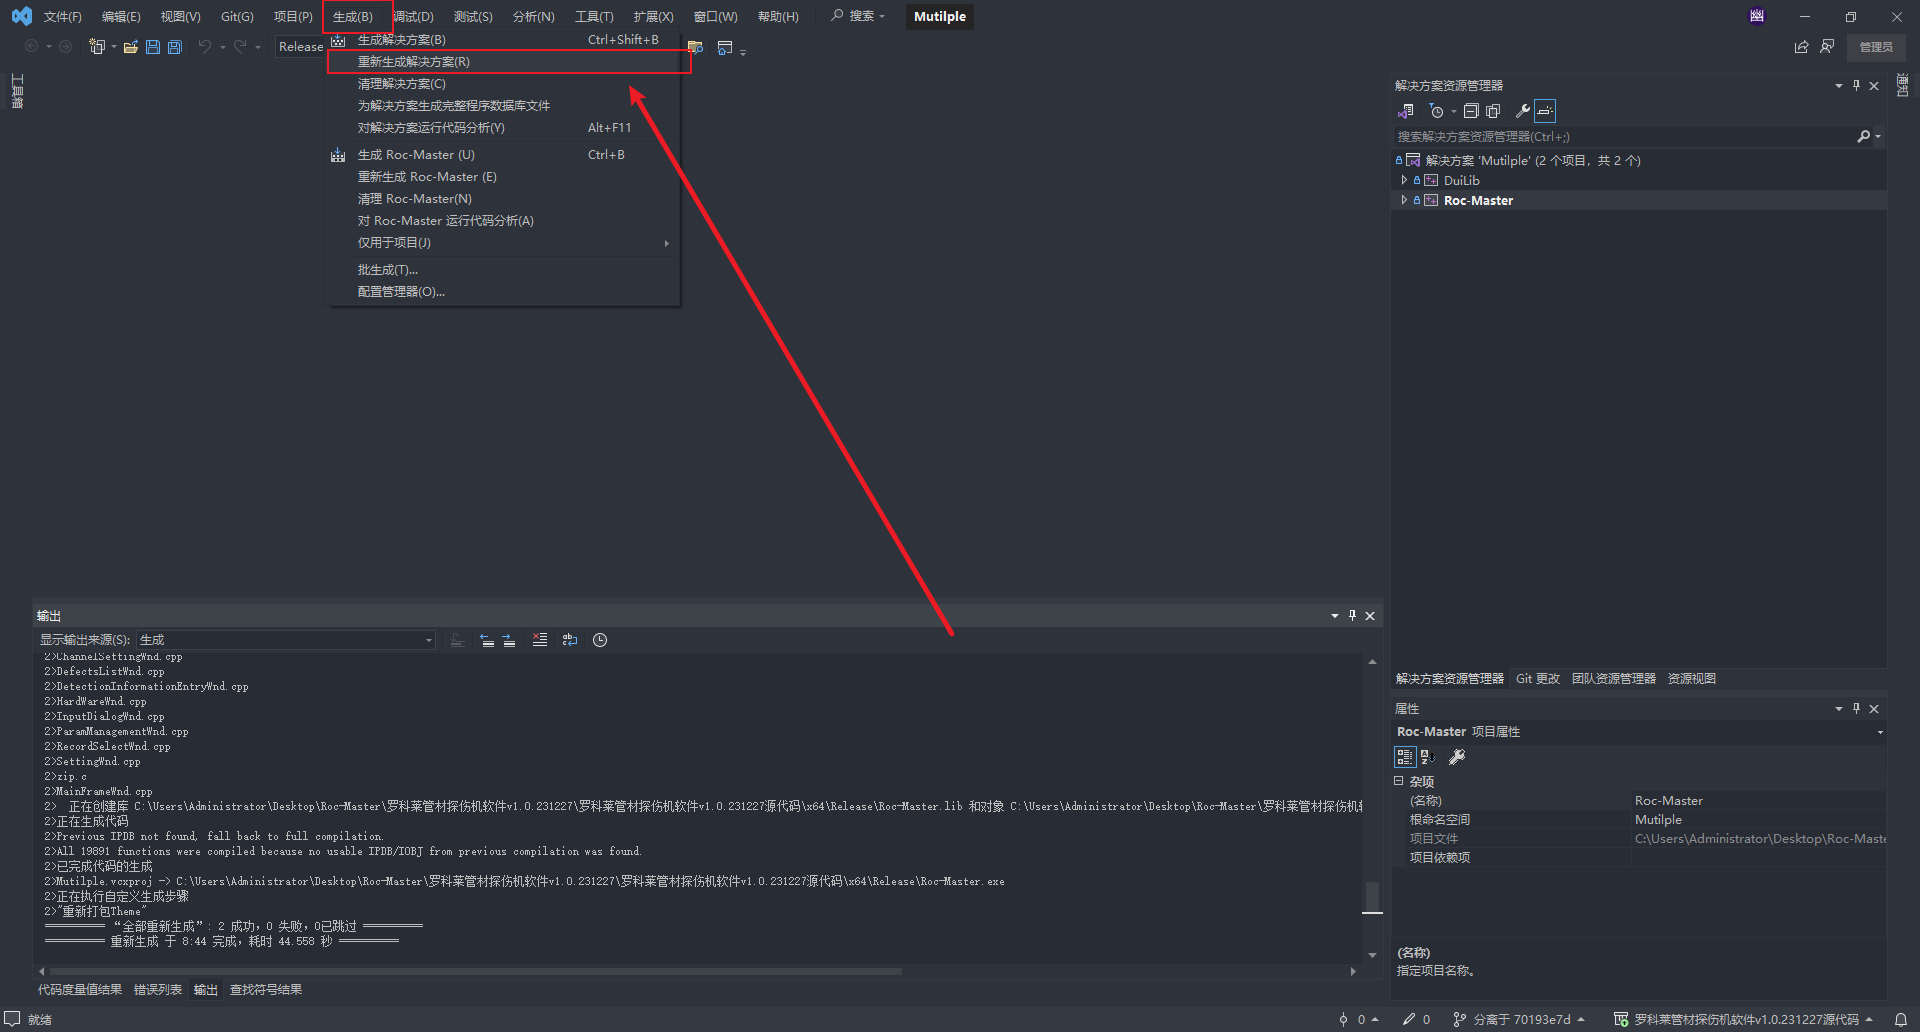 文件(F) 编辑(E) 视图(V) Git(G) 项目(P) 生成(B) 调试(D) 测试(S) 分析(N) 工具(T) 扩展(X) 窗口(W) 帮助(H) 搜索 Mutilple
Release 管理员
生成解决方案(B) Ctrl+Shift+B
重新生成解决方案(R)
清理解决方案(C)
为解决方案生成完整程序数据库文件
对解决方案运行代码分析(Y) Alt+F11
生成 Roc-Master (U) Ctrl+B
重新生成 Roc-Master (E)
清理 Roc-Master(N)
对 Roc-Master 运行代码分析(A)
仅用于项目(J)
批生成(T)...
配置管理器(O)...
工具箱
通知
解决方案资源管理器
搜索解决方案资源管理器(Ctrl+;)
解决方案 'Mutilple' (2 个项目，共 2 个)
DuiLib
Roc-Master
解决方案资源管理器 Git 更改 团队资源管理器 资源视图
属性
Roc-Master 项目属性
杂项
(名称) Roc-Master
根命名空间 Mutilple
项目文件 C:\Users\Administrator\Desktop\Roc-Maste
项目依赖项
(名称)
指定项目名称。
输出
显示输出来源(S): 生成
2>ChannelSettingWnd.cpp
2>DefectsListWnd.cpp
2>DetectionInformationEntryWnd.cpp
2>HardWareWnd.cpp
2>InputDialogWnd.cpp
2>ParamManagementWnd.cpp
2>RecordSelectWnd.cpp
2>SettingWnd.cpp
2>zip.c
2>MainFrameWnd.cpp
2> 正在创建库 C:\Users\Administrator\Desktop\Roc-Master\罗科莱管材探伤机软件v1.0.231227\罗科莱管材探伤机软件v1.0.231227源代码\x64\Release\Roc-Master.lib 和对象 C:\Users\Administrator\Desktop\Roc-Master\罗科莱管材探伤机
2>正在生成代码
2>Previous IPDB not found, fall back to full compilation.
2>All 19891 functions were compiled because no usable IPDB/IOBJ from previous compilation was found.
2>已完成代码的生成
2>Mutilple.vcxproj -> C:\Users\Administrator\Desktop\Roc-Master\罗科莱管材探伤机软件v1.0.231227\罗科莱管材探伤机软件v1.0.231227源代码\x64\Release\Roc-Master.exe
2>正在执行自定义生成步骤
2>"重新打包Theme"
========== “全部重新生成”: 2 成功，0 失败，0已跳过 ==========
========== 重新生成 于 8:44 完成，耗时 44.558 秒 ==========
代码度量值结果 错误列表 输出 查找符号结果
就绪 0 0 分离于 70193e7d 罗科莱管材探伤机软件v1.0.231227源代码